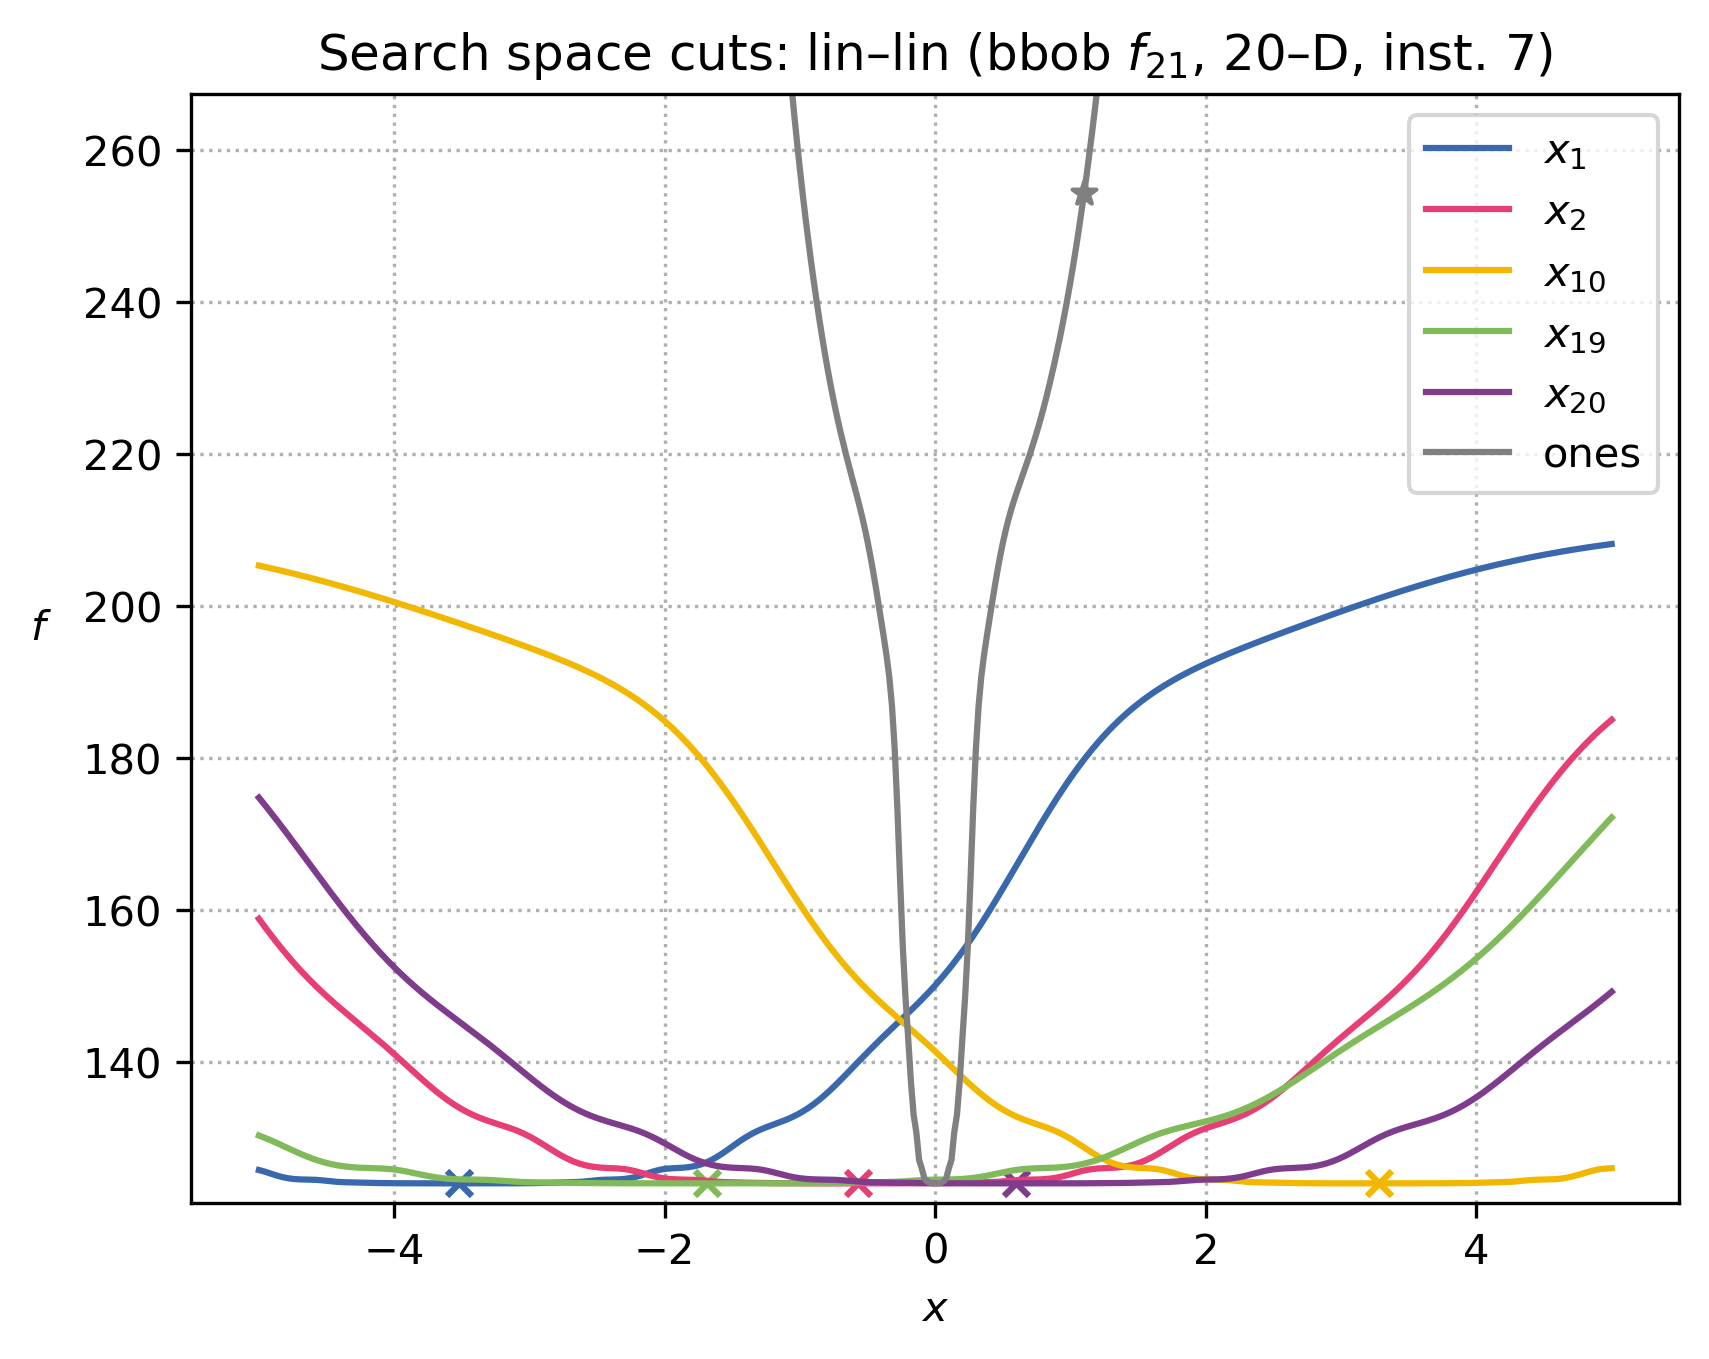 Search space cuts: lin–lin (bbob f₂₁, 20–D, inst. 7)
260
240
220
200
180
160
140
f
−4
−2
0
2
4
x
x₁
x₂
x₁₀
x₁₉
x₂₀
ones